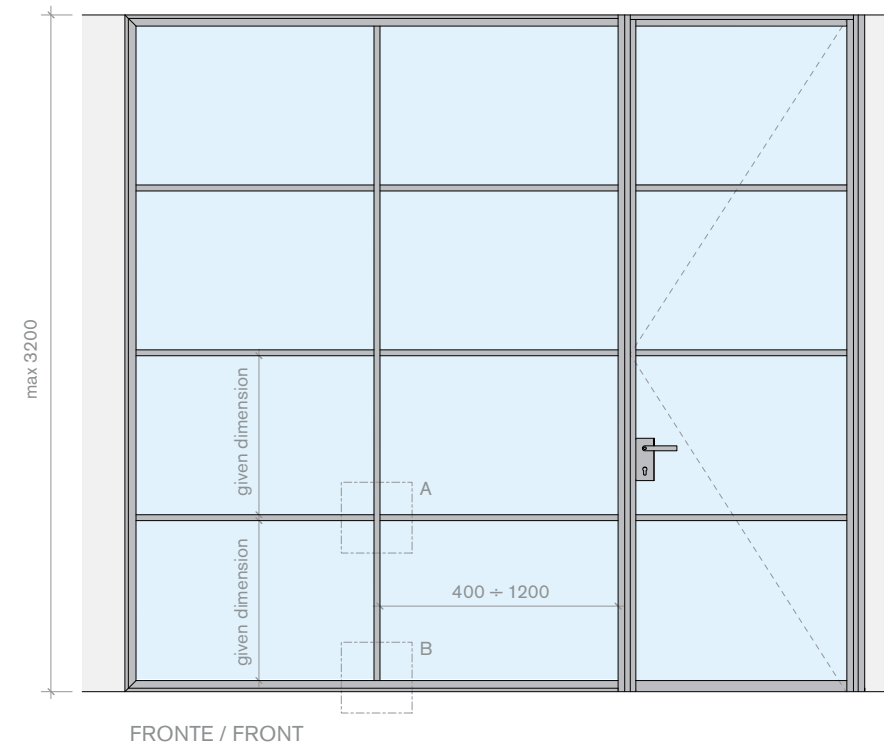 max 3200
given dimension
A
given dimension
400 ÷ 1200
B
FRONTE / FRONT